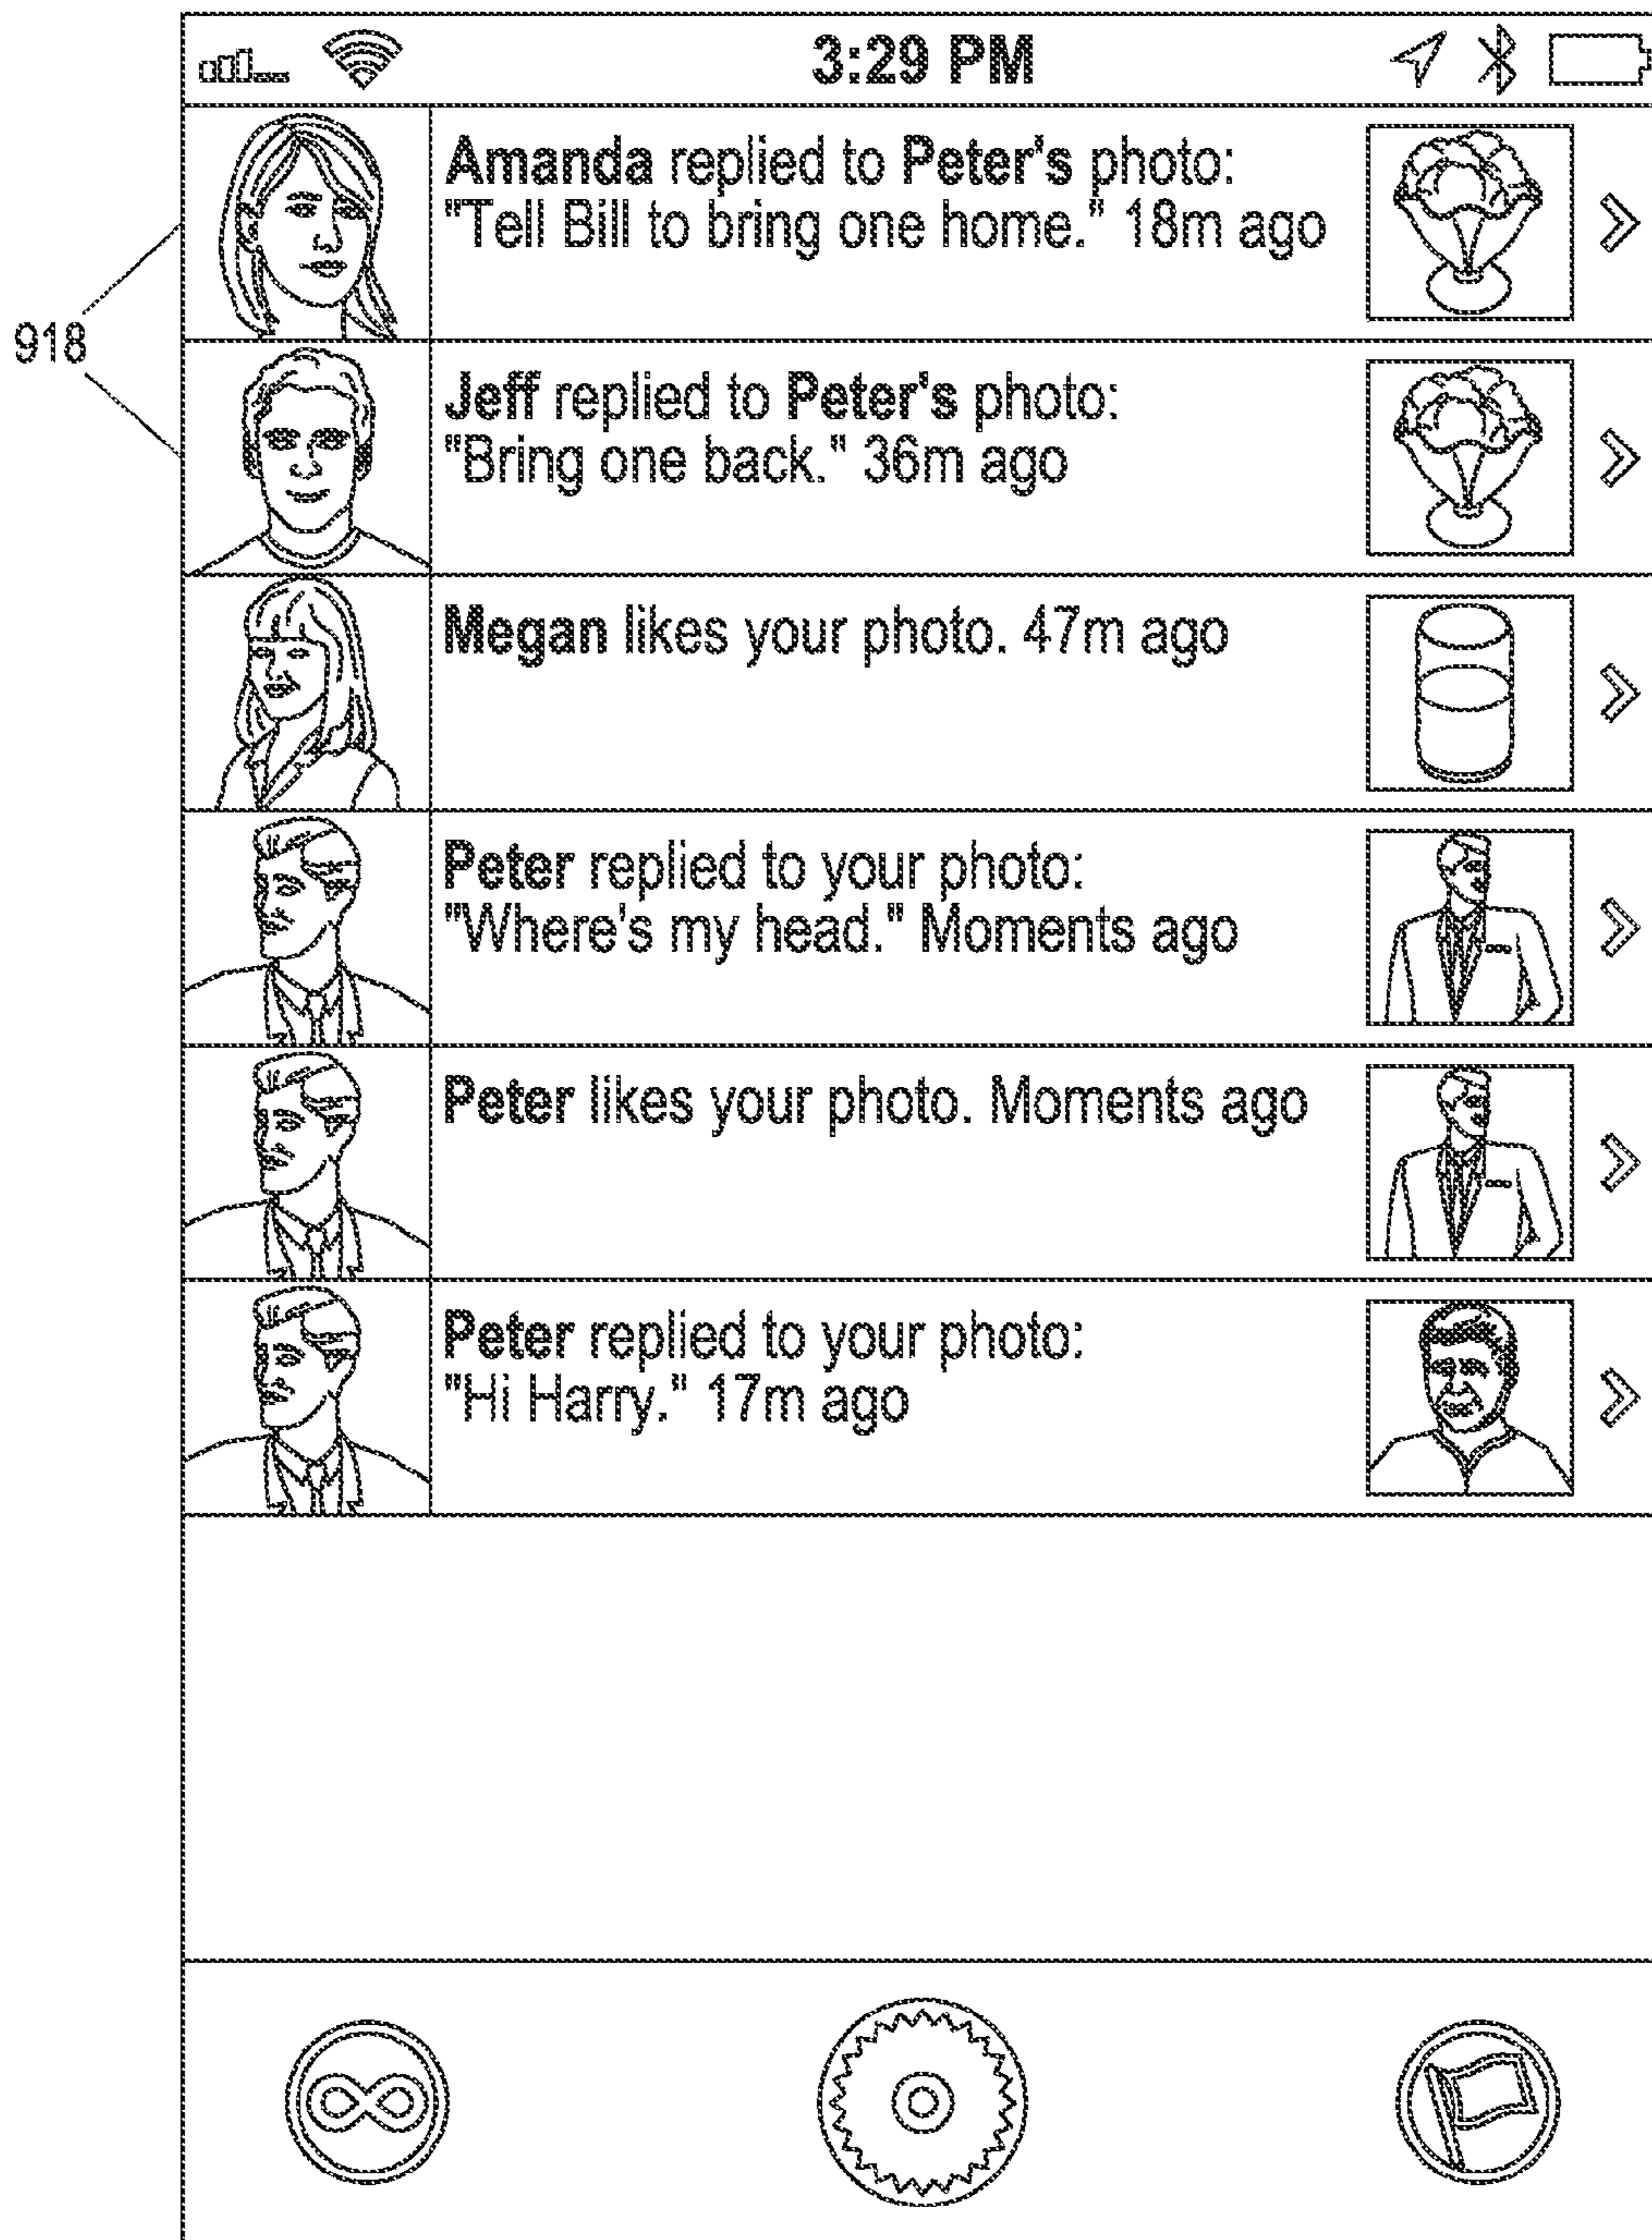 3:29 PM
Amanda replied to Peter's photo:
"Tell Bill to bring one home." 18m ago
918
Jeff replied to Peter's photo:
"Bring one back." 36m ago
Megan likes your photo. 47m ago
Peter replied to your photo:
"Where's my head." Moments ago
Peter likes your photo. Moments ago
Peter replied to your photo:
"Hi Harry." 17m ago